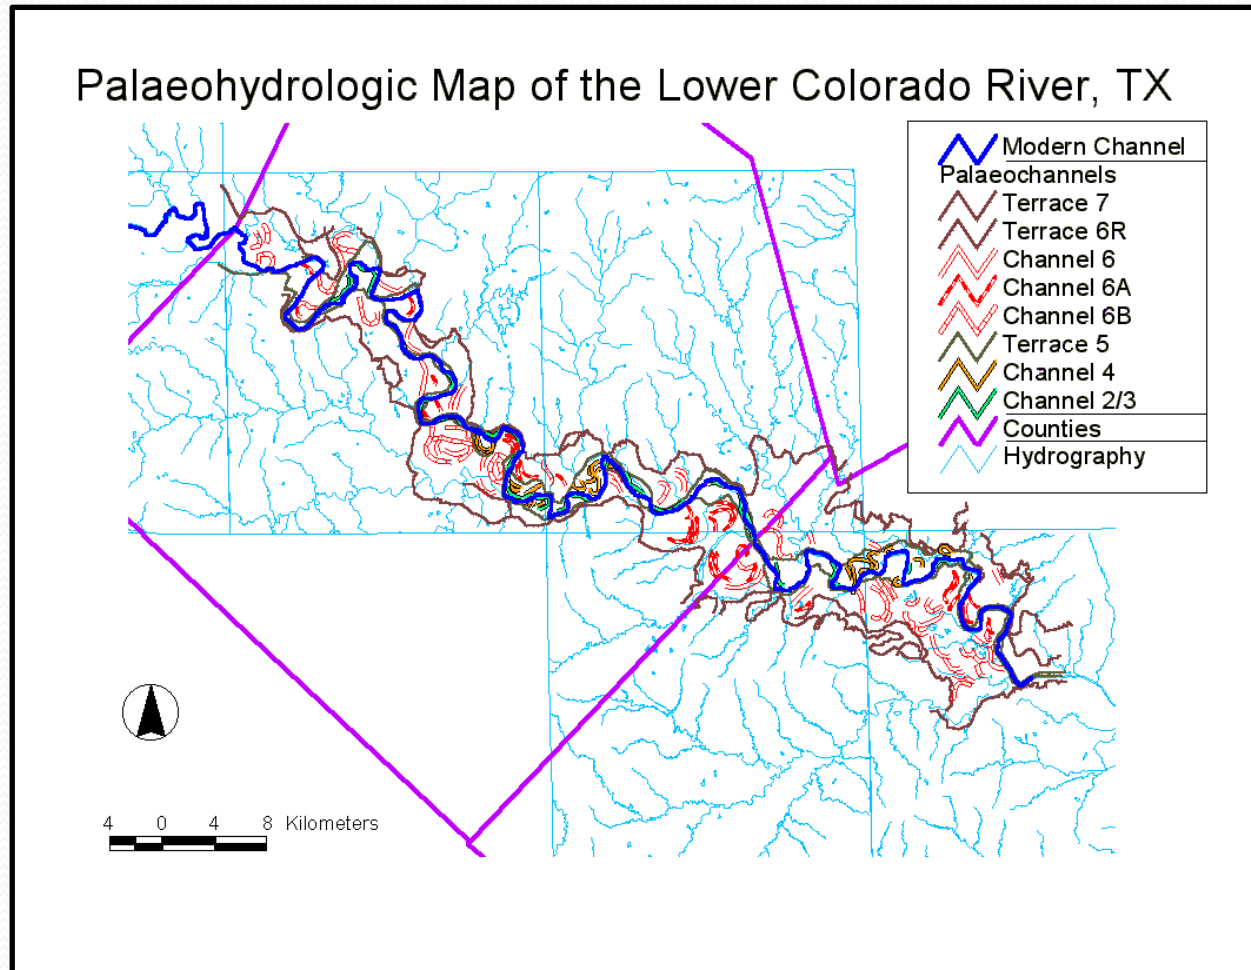 Palaeohydrologic Map of the Lower Colorado River, TX
Modern Channel
Palaeochannels
Terrace 7
Terrace 6R
Channel 6
Channel 6A
Channel 6B
Terrace 5
Channel 4
Channel 2/3
Counties
Hydrography
4 0 4 8 Kilometers